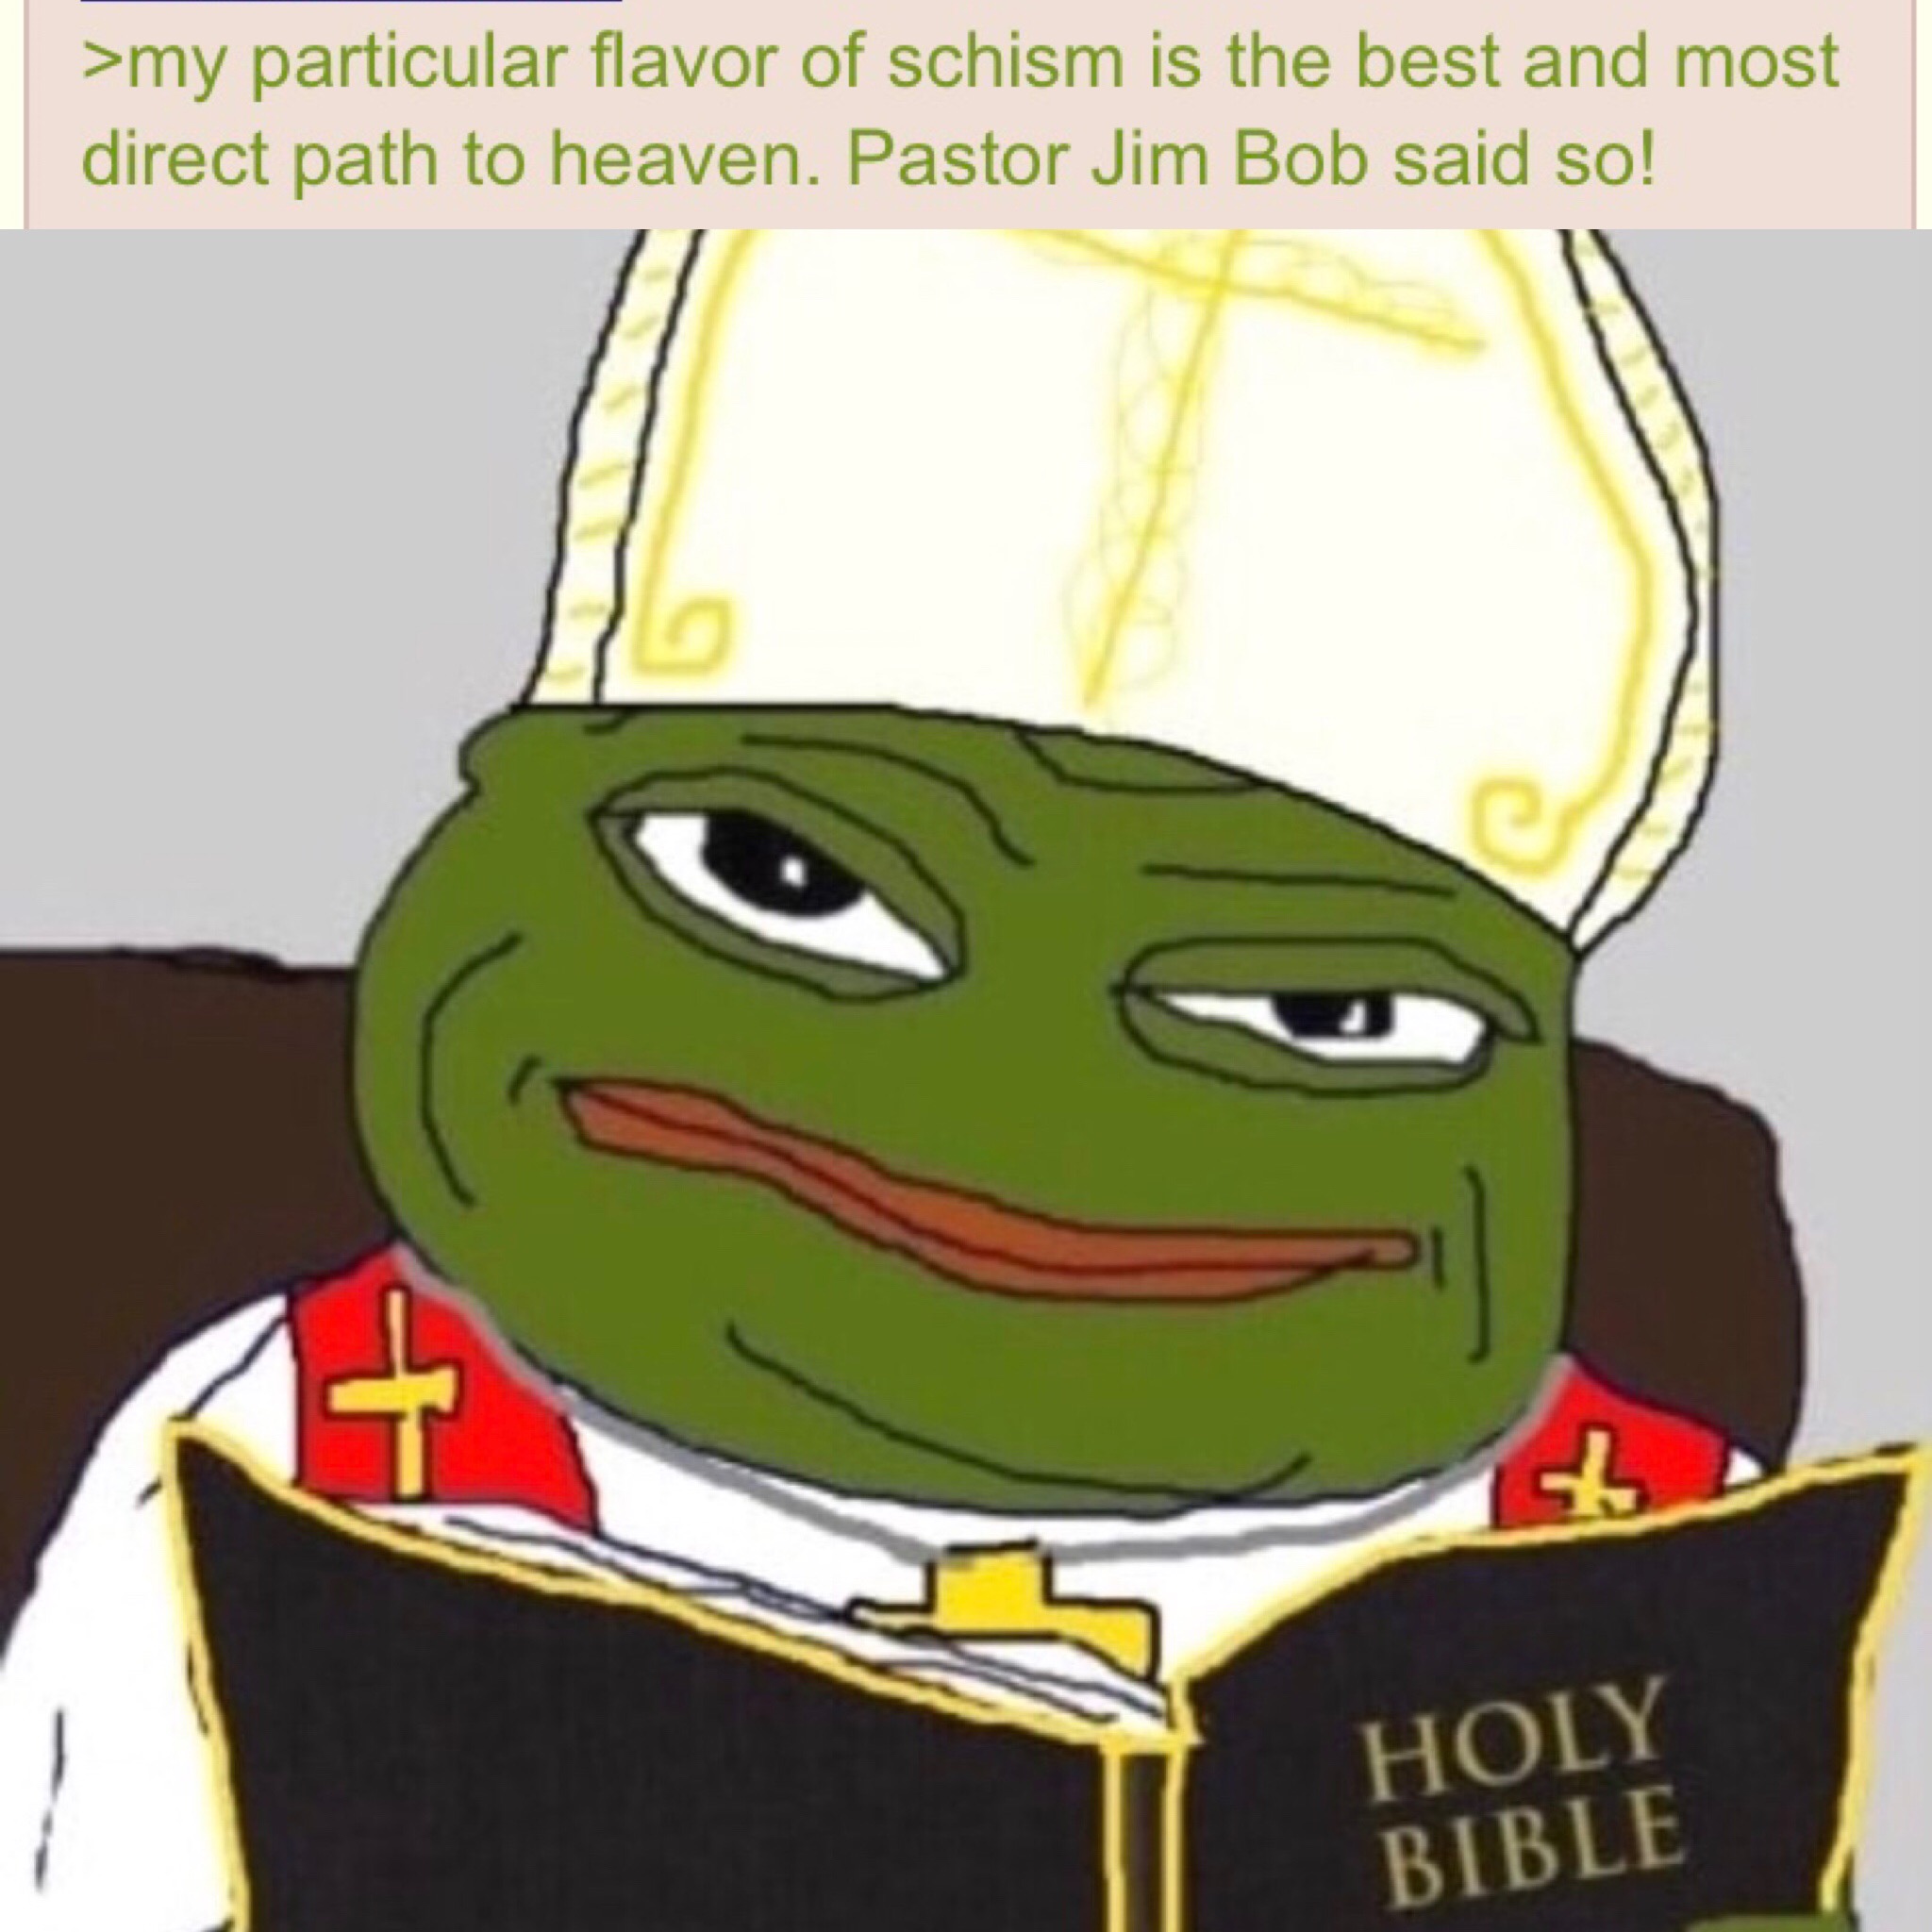 >my particular flavor of schism is the best and most
direct path to heaven. Pastor Jim Bob said so!
HOLY
BIBLE